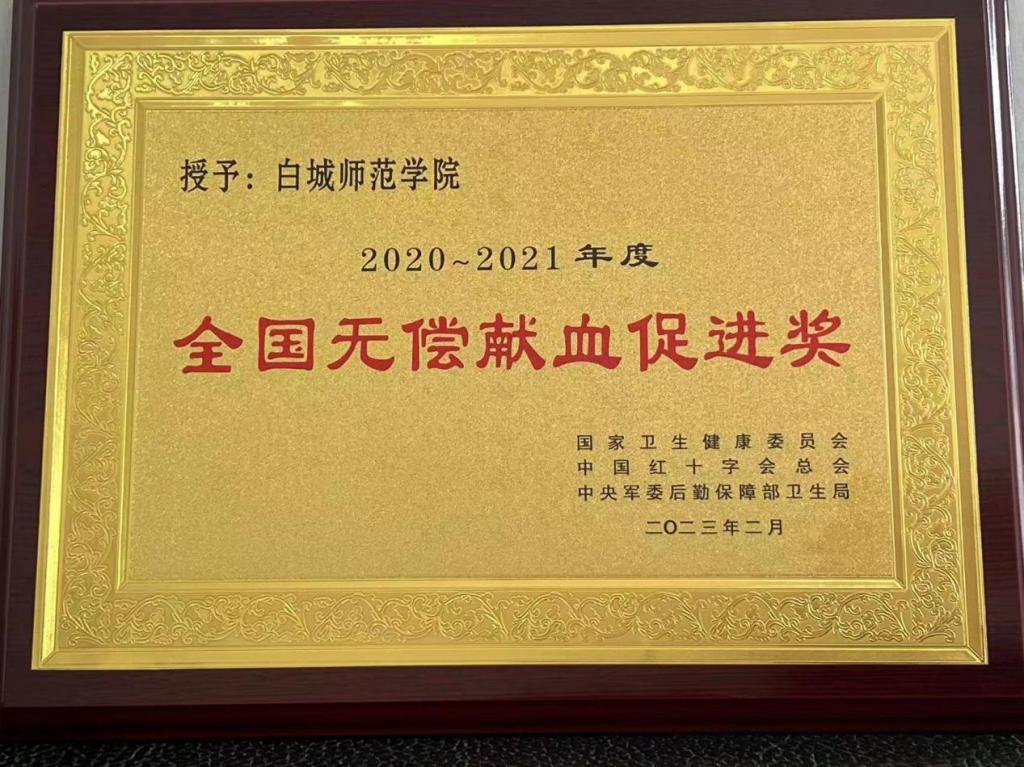 授予：白城师范学院
2020~2021年度
全国无偿献血促进奖
国家卫生健康委员会
中国红十字会总会
中央军委后勤保障部卫生局
二〇二三年二月